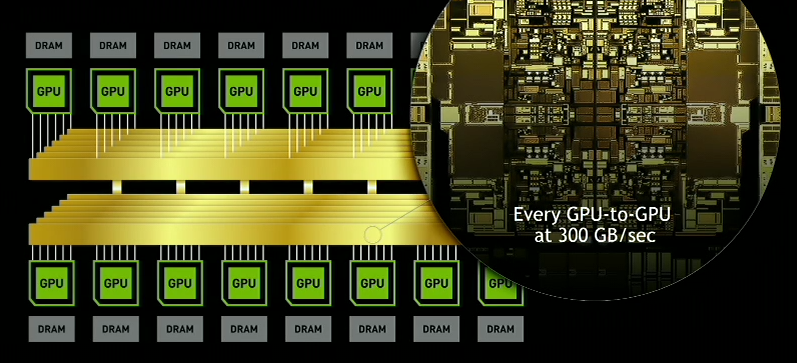 DRAM DRAM DRAM DRAM DRAM DRAM
GPU GPU GPU GPU GPU GPU
Every GPU-to-GPU
at 300 GB/sec
GPU GPU GPU GPU GPU GPU GPU GPU
DRAM DRAM DRAM DRAM DRAM DRAM DRAM DRAM